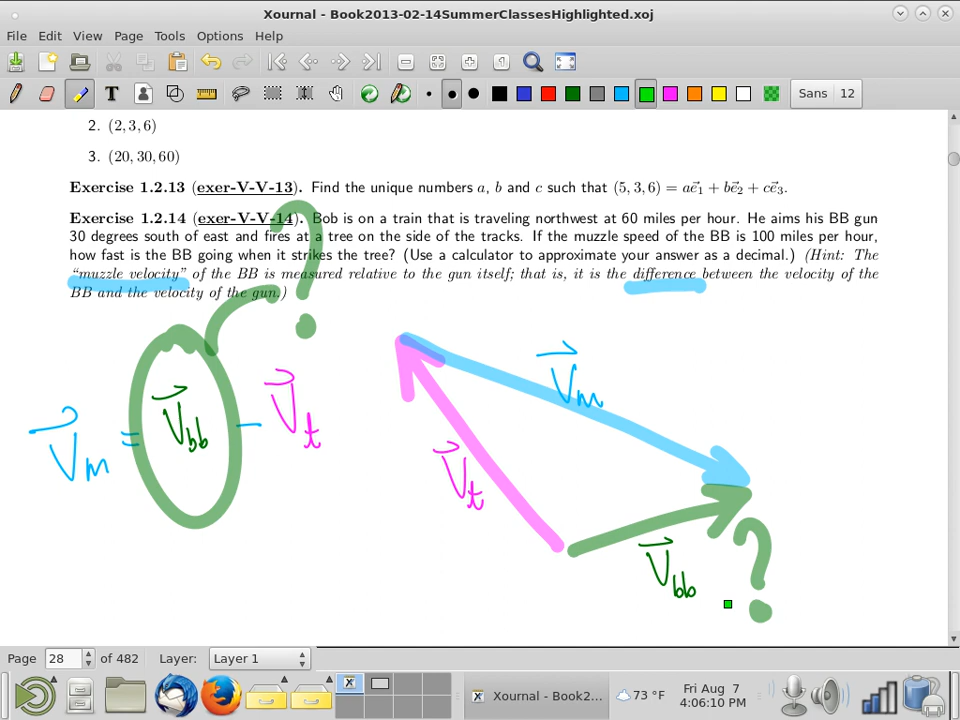 Xournal - Book2013-02-14SummerClassesHighlighted.xoj
File Edit View Page Tools Options Help
Sans 12
2. (2, 3, 6)
3. (20, 30, 60)
Exercise 1.2.13 (exer-V-V-13). Find the unique numbers a, b and c such that (5, 3, 6) = ae⃗₁ + be⃗₂ + ce⃗₃.
Exercise 1.2.14 (exer-V-V-14). Bob is on a train that is traveling northwest at 60 miles per hour. He aims his BB gun
30 degrees south of east and fires at a tree on the side of the tracks. If the muzzle speed of the BB is 100 miles per hour,
how fast is the BB going when it strikes the tree? (Use a calculator to approximate your answer as a decimal.) (Hint: The
“muzzle velocity” of the BB is measured relative to the gun itself; that is, it is the difference between the velocity of the
BB and the velocity of the gun.)
?
V⃗m = V⃗bb - V⃗t
V⃗m
V⃗t
V⃗bb
?
Page 28 of 482 Layer: Layer 1
Xournal - Book2...
73 °F
Fri Aug 7
4:06:10 PM